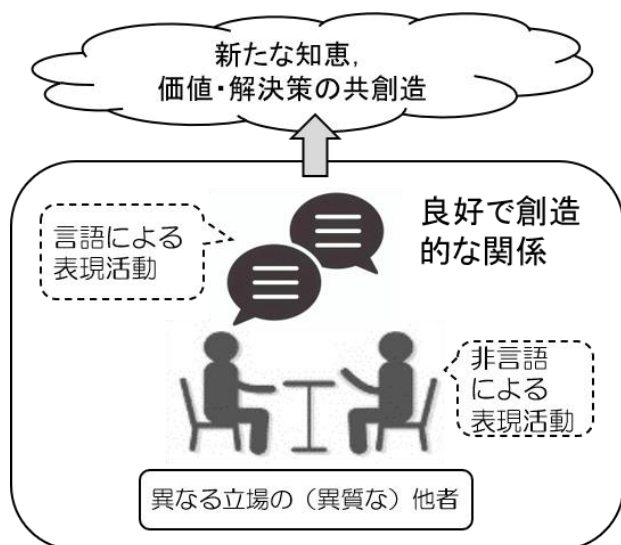 新たな知恵，
価値・解決策の共創造
良好で創造
的な関係
言語による
表現活動
非言語
による
表現活動
異なる立場の（異質な）他者